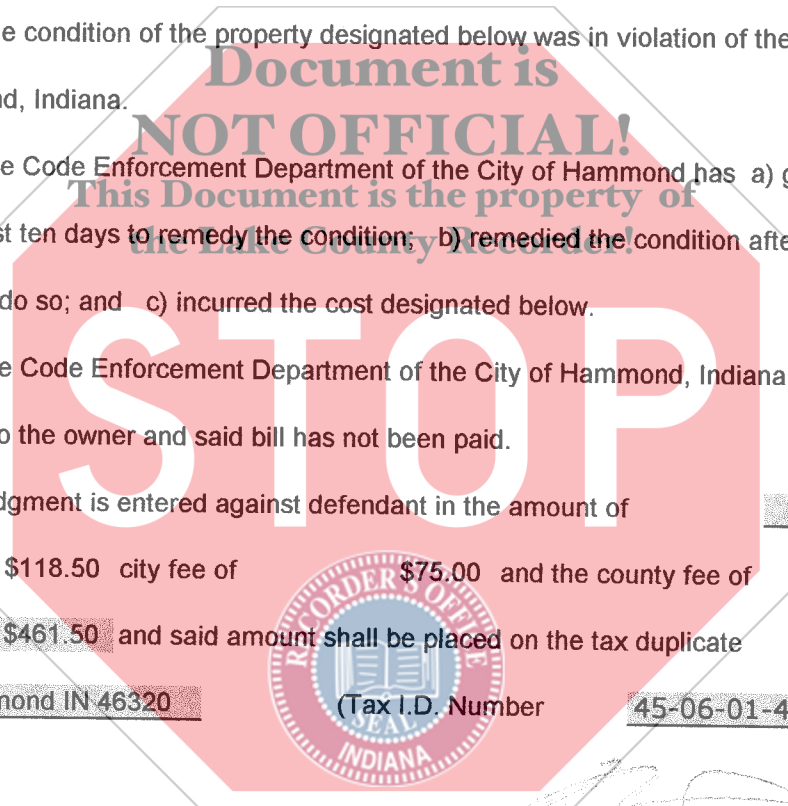 e condition of the property designated below was in violation of the
Document is
d, Indiana.
NOT OFFICIAL!
e Code Enforcement Department of the City of Hammond has a) g
This Document is the property of
st ten days to remedy the condition; b) remedied the condition afte
the Lake County Recorder!
do so; and c) incurred the cost designated below.
STOP
e Code Enforcement Department of the City of Hammond, Indiana
o the owner and said bill has not been paid.
dgment is entered against defendant in the amount of
$118.50 city fee of $75.00 and the county fee of
RECORDER'S OFFICE
$461.50 and said amount shall be placed on the tax duplicate
mond IN 46320 (Tax I.D. Number 45-06-01-4
SEAL
INDIANA